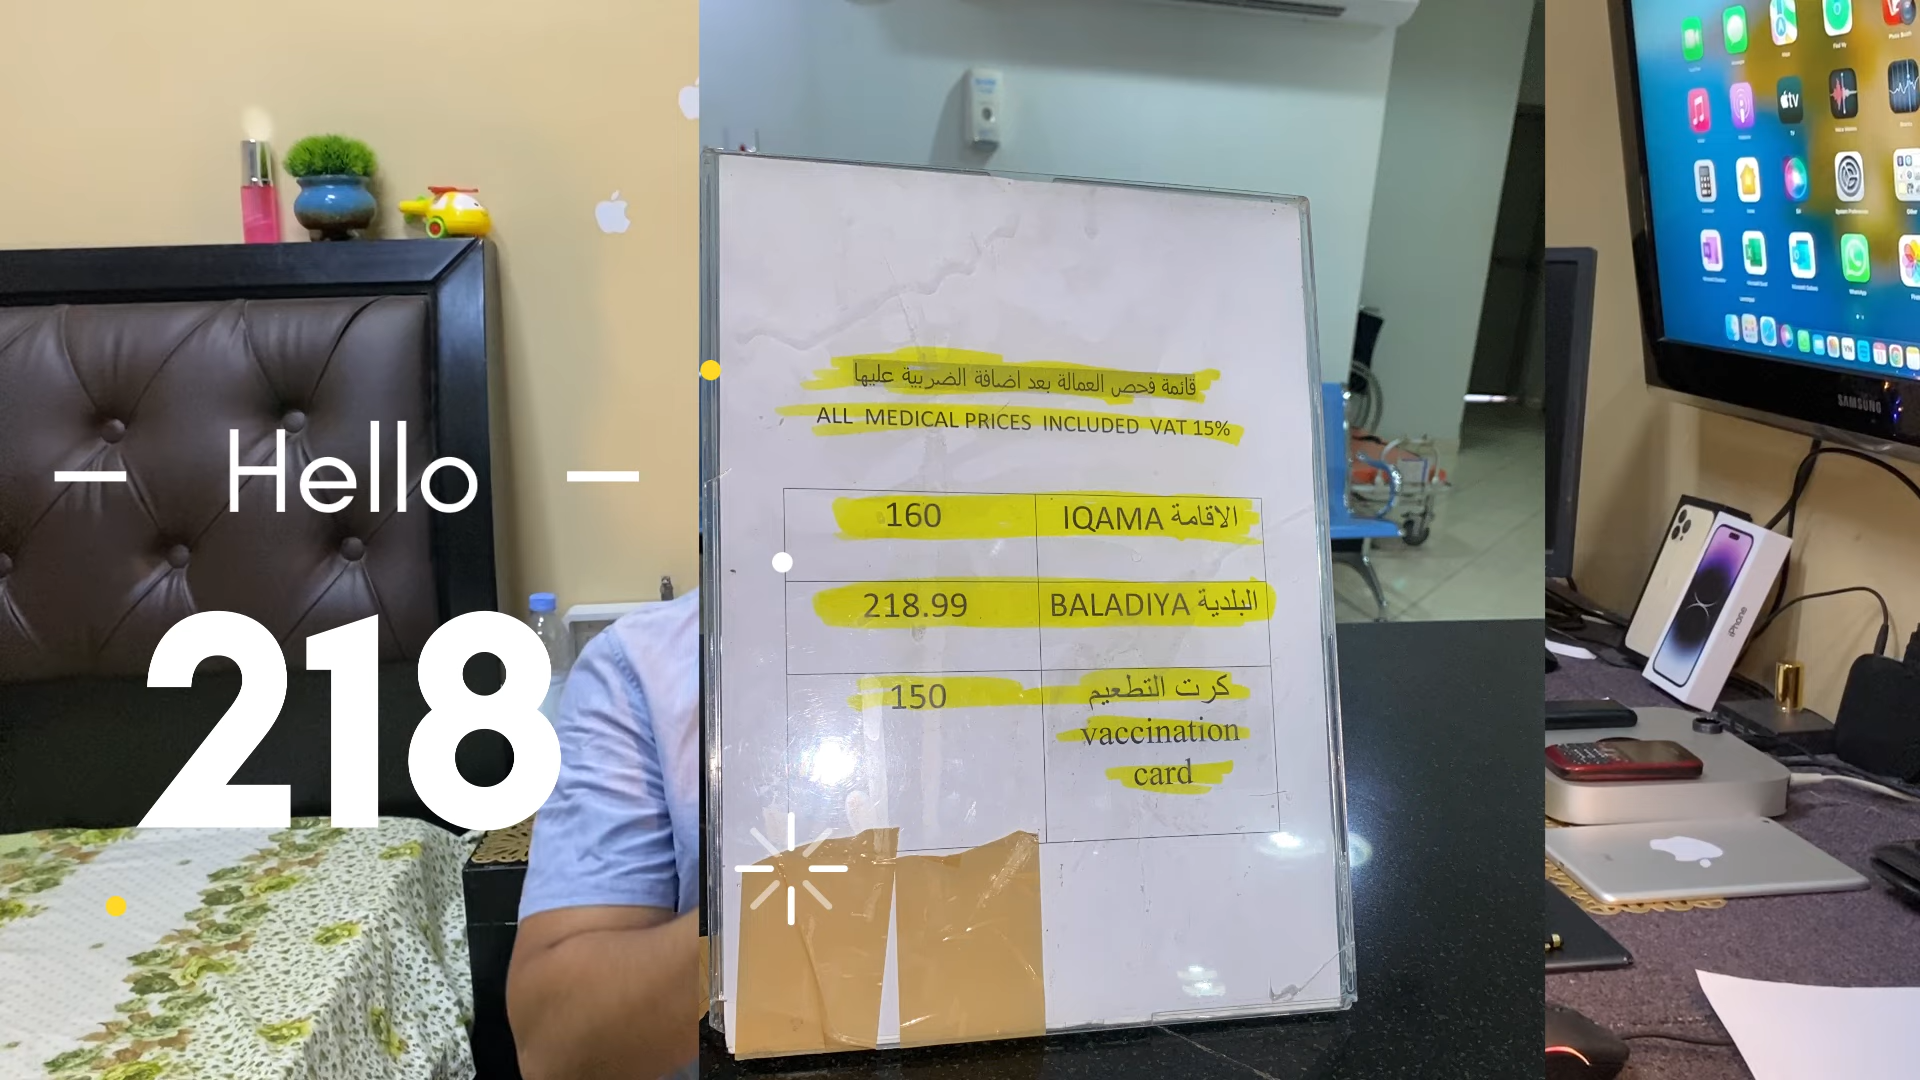 Hello
218
قائمة فحص العمالة بعد اضافة الضريبة عليها
ALL MEDICAL PRICES INCLUDED VAT 15%
160 IQAMA الاقامة
218.99 BALADIYA البلدية
150 كرت التطعيم
vaccination
card
tv
SAMSUNG
iPhone